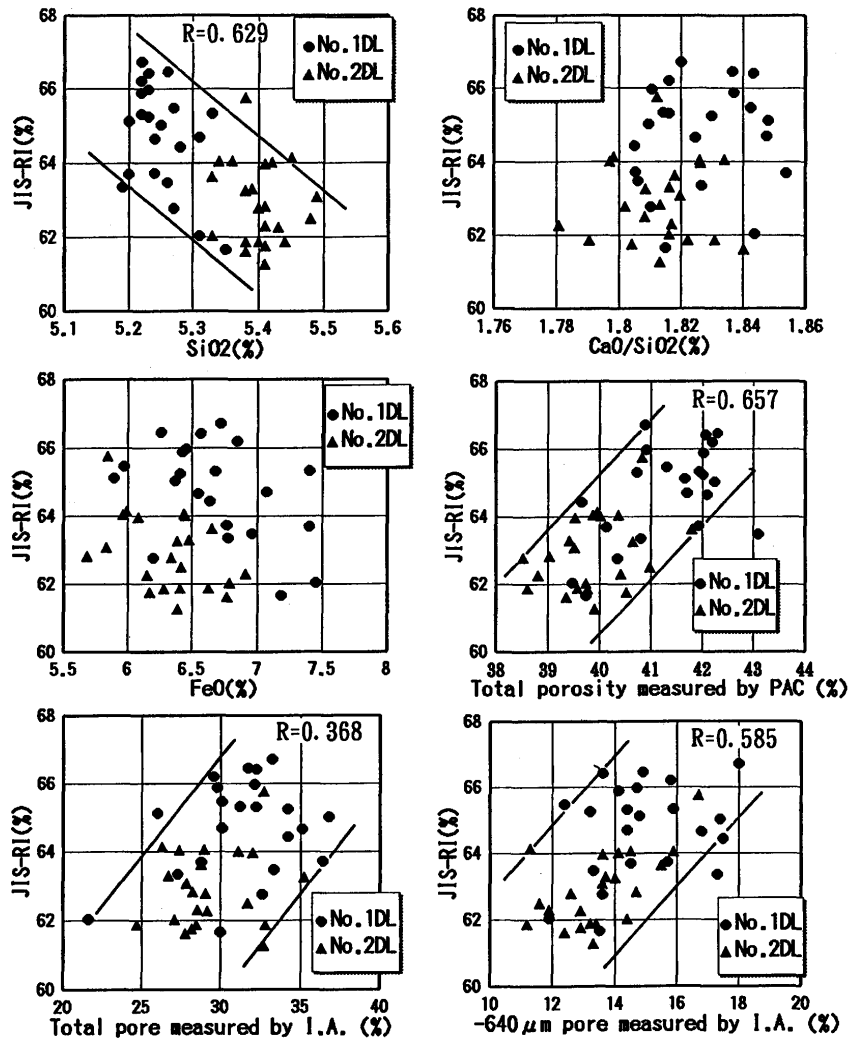 68
66
64
62
60
JIS-RI(%)
R=0.629
No.1DL
No.2DL
5.1 5.2 5.3 5.4 5.5 5.6
SiO2(%)
68
66
64
62
60
JIS-RI(%)
No.1DL
No.2DL
1.76 1.78 1.8 1.82 1.84 1.86
CaO/SiO2(%)
68
66
64
62
60
JIS-RI(%)
No.1DL
No.2DL
5.5 6 6.5 7 7.5 8
FeO(%)
68
66
64
62
60
JIS-RI(%)
R=0.657
No.1DL
No.2DL
38 39 40 41 42 43 44
Total porosity measured by PAC (%)
68
66
64
62
60
JIS-RI(%)
R=0.368
No.1DL
No.2DL
20 25 30 35 40
Total pore measured by I.A. (%)
68
66
64
62
60
JIS-RI(%)
R=0.585
No.1DL
No.2DL
10 12 14 16 18 20
-640μm pore measured by I.A. (%)